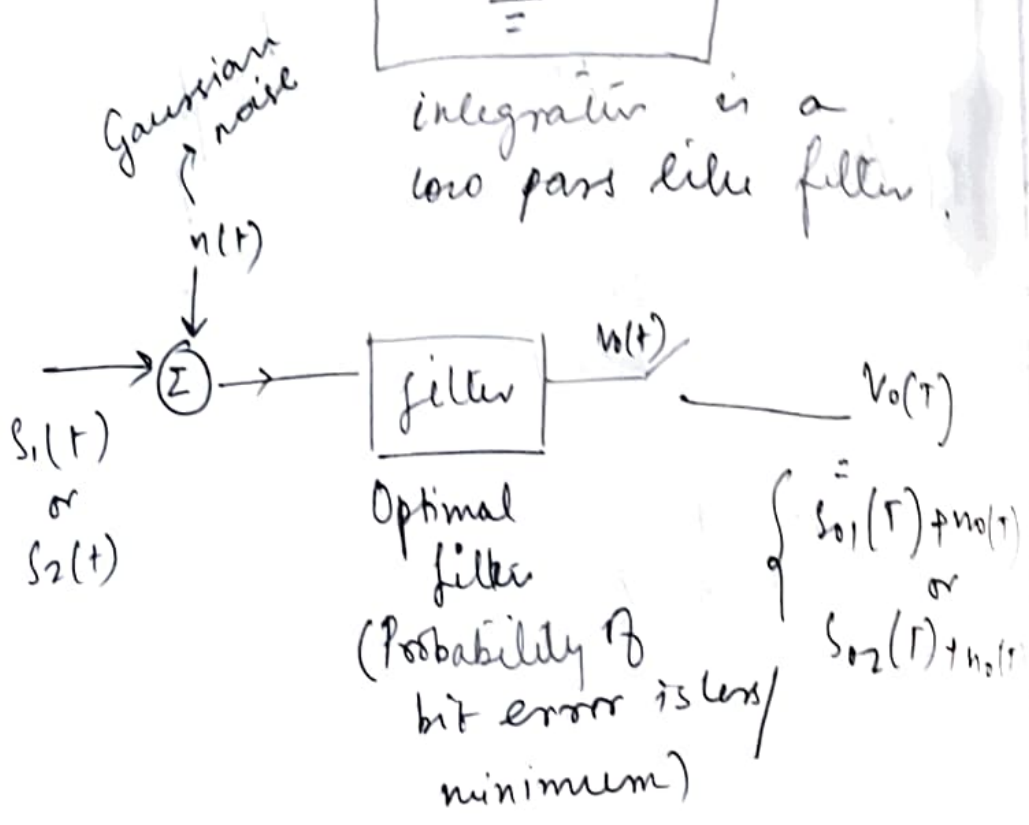 =
integrator is a
low pass like filter.
Gaussian
noise
n(t)
Σ
filter
v₀(t)
V₀(T)
S₁(t)
or
S₂(t)
Optimal
filter
(Probability of
bit error is less/
minimum)
=
S₀₁(T) + n₀(T)
or
S₀₂(T) + n₀(T